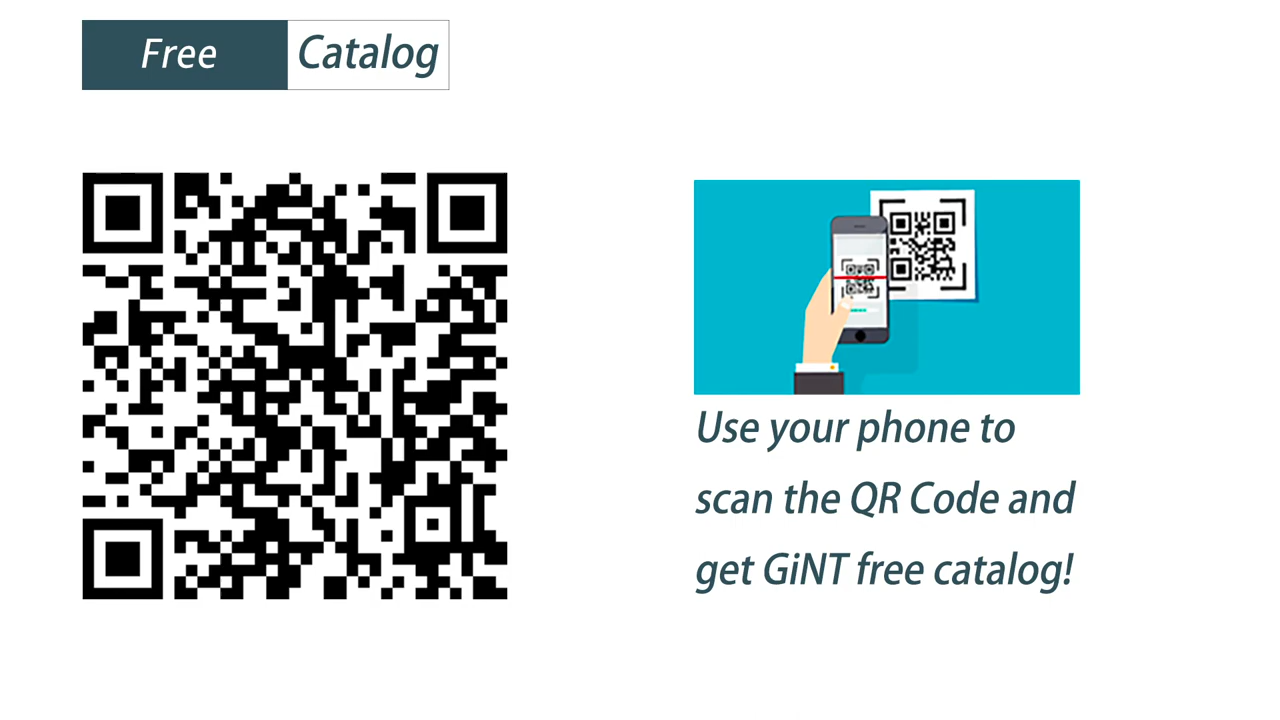 Free Catalog
Use your phone to
scan the QR Code and
get GiNT free catalog!